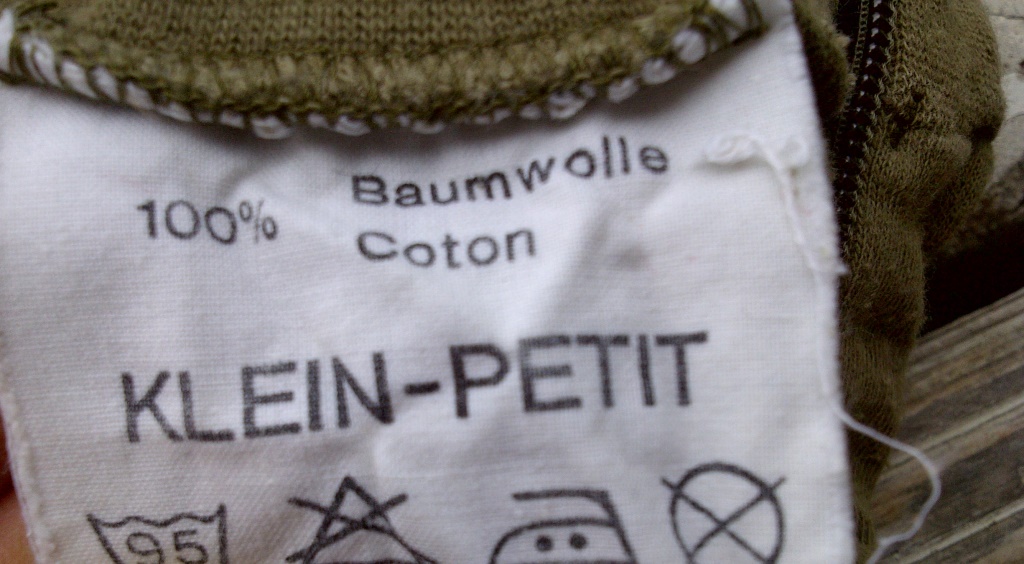 100% Baumwolle
Coton
KLEIN-PETIT
95